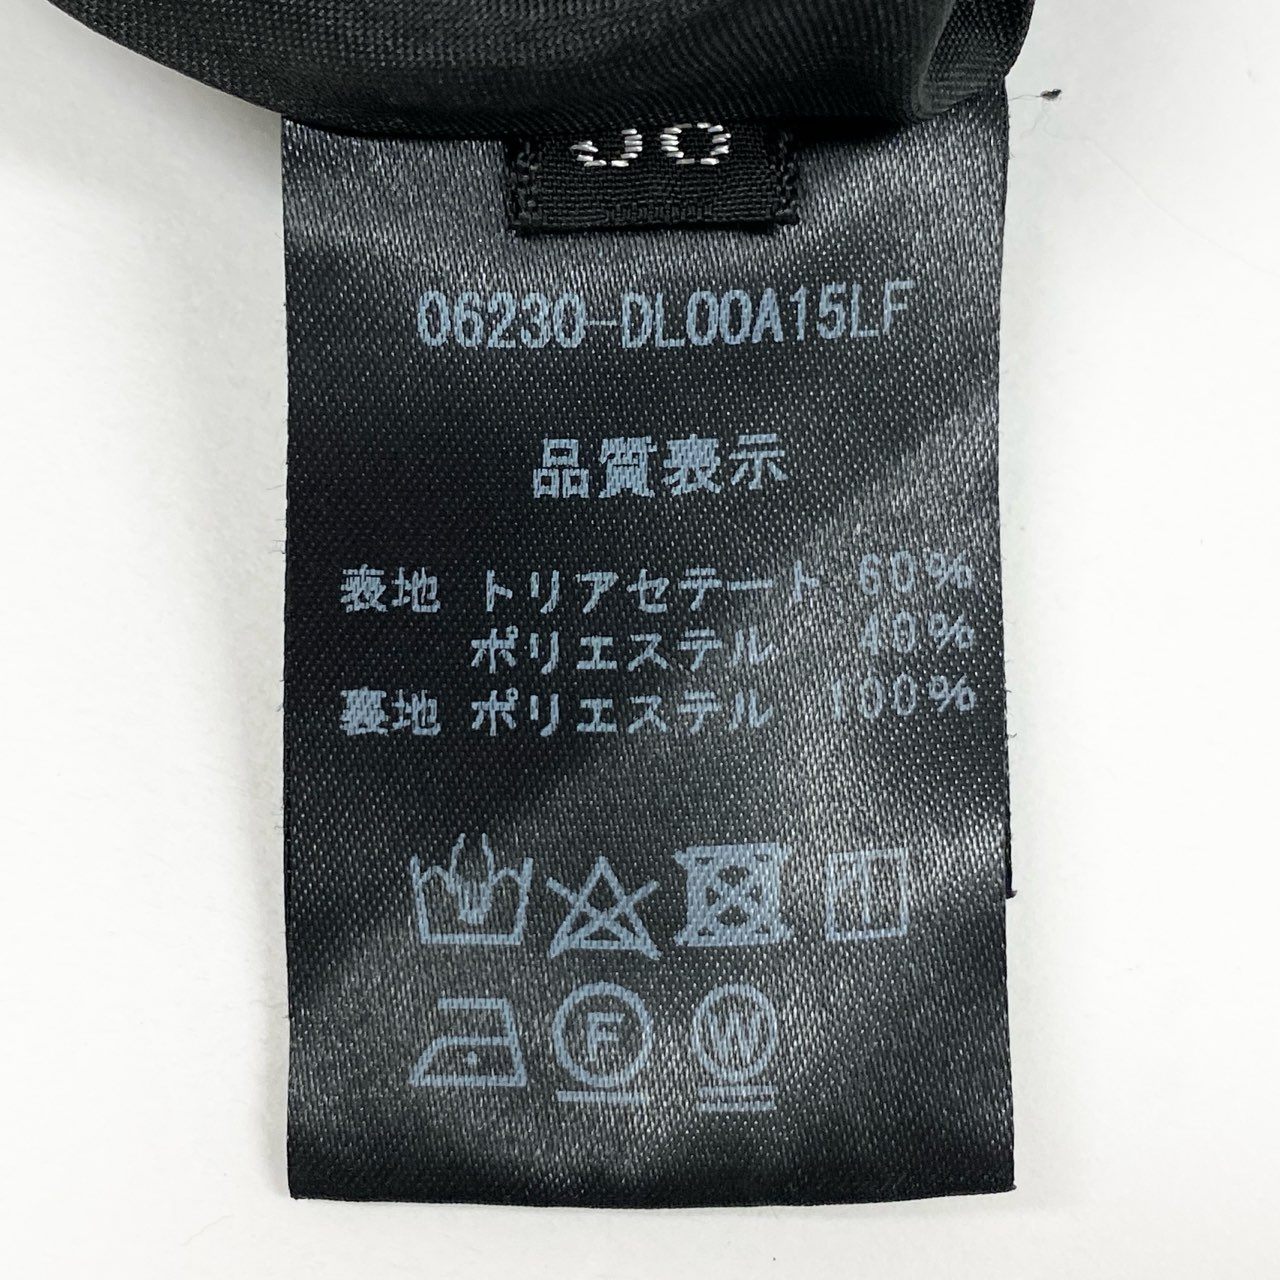 06230-DL00A15LF
品質表示
表地 トリアセテート 60%
ポリエステル 40%
裏地 ポリエステル 100%
F W